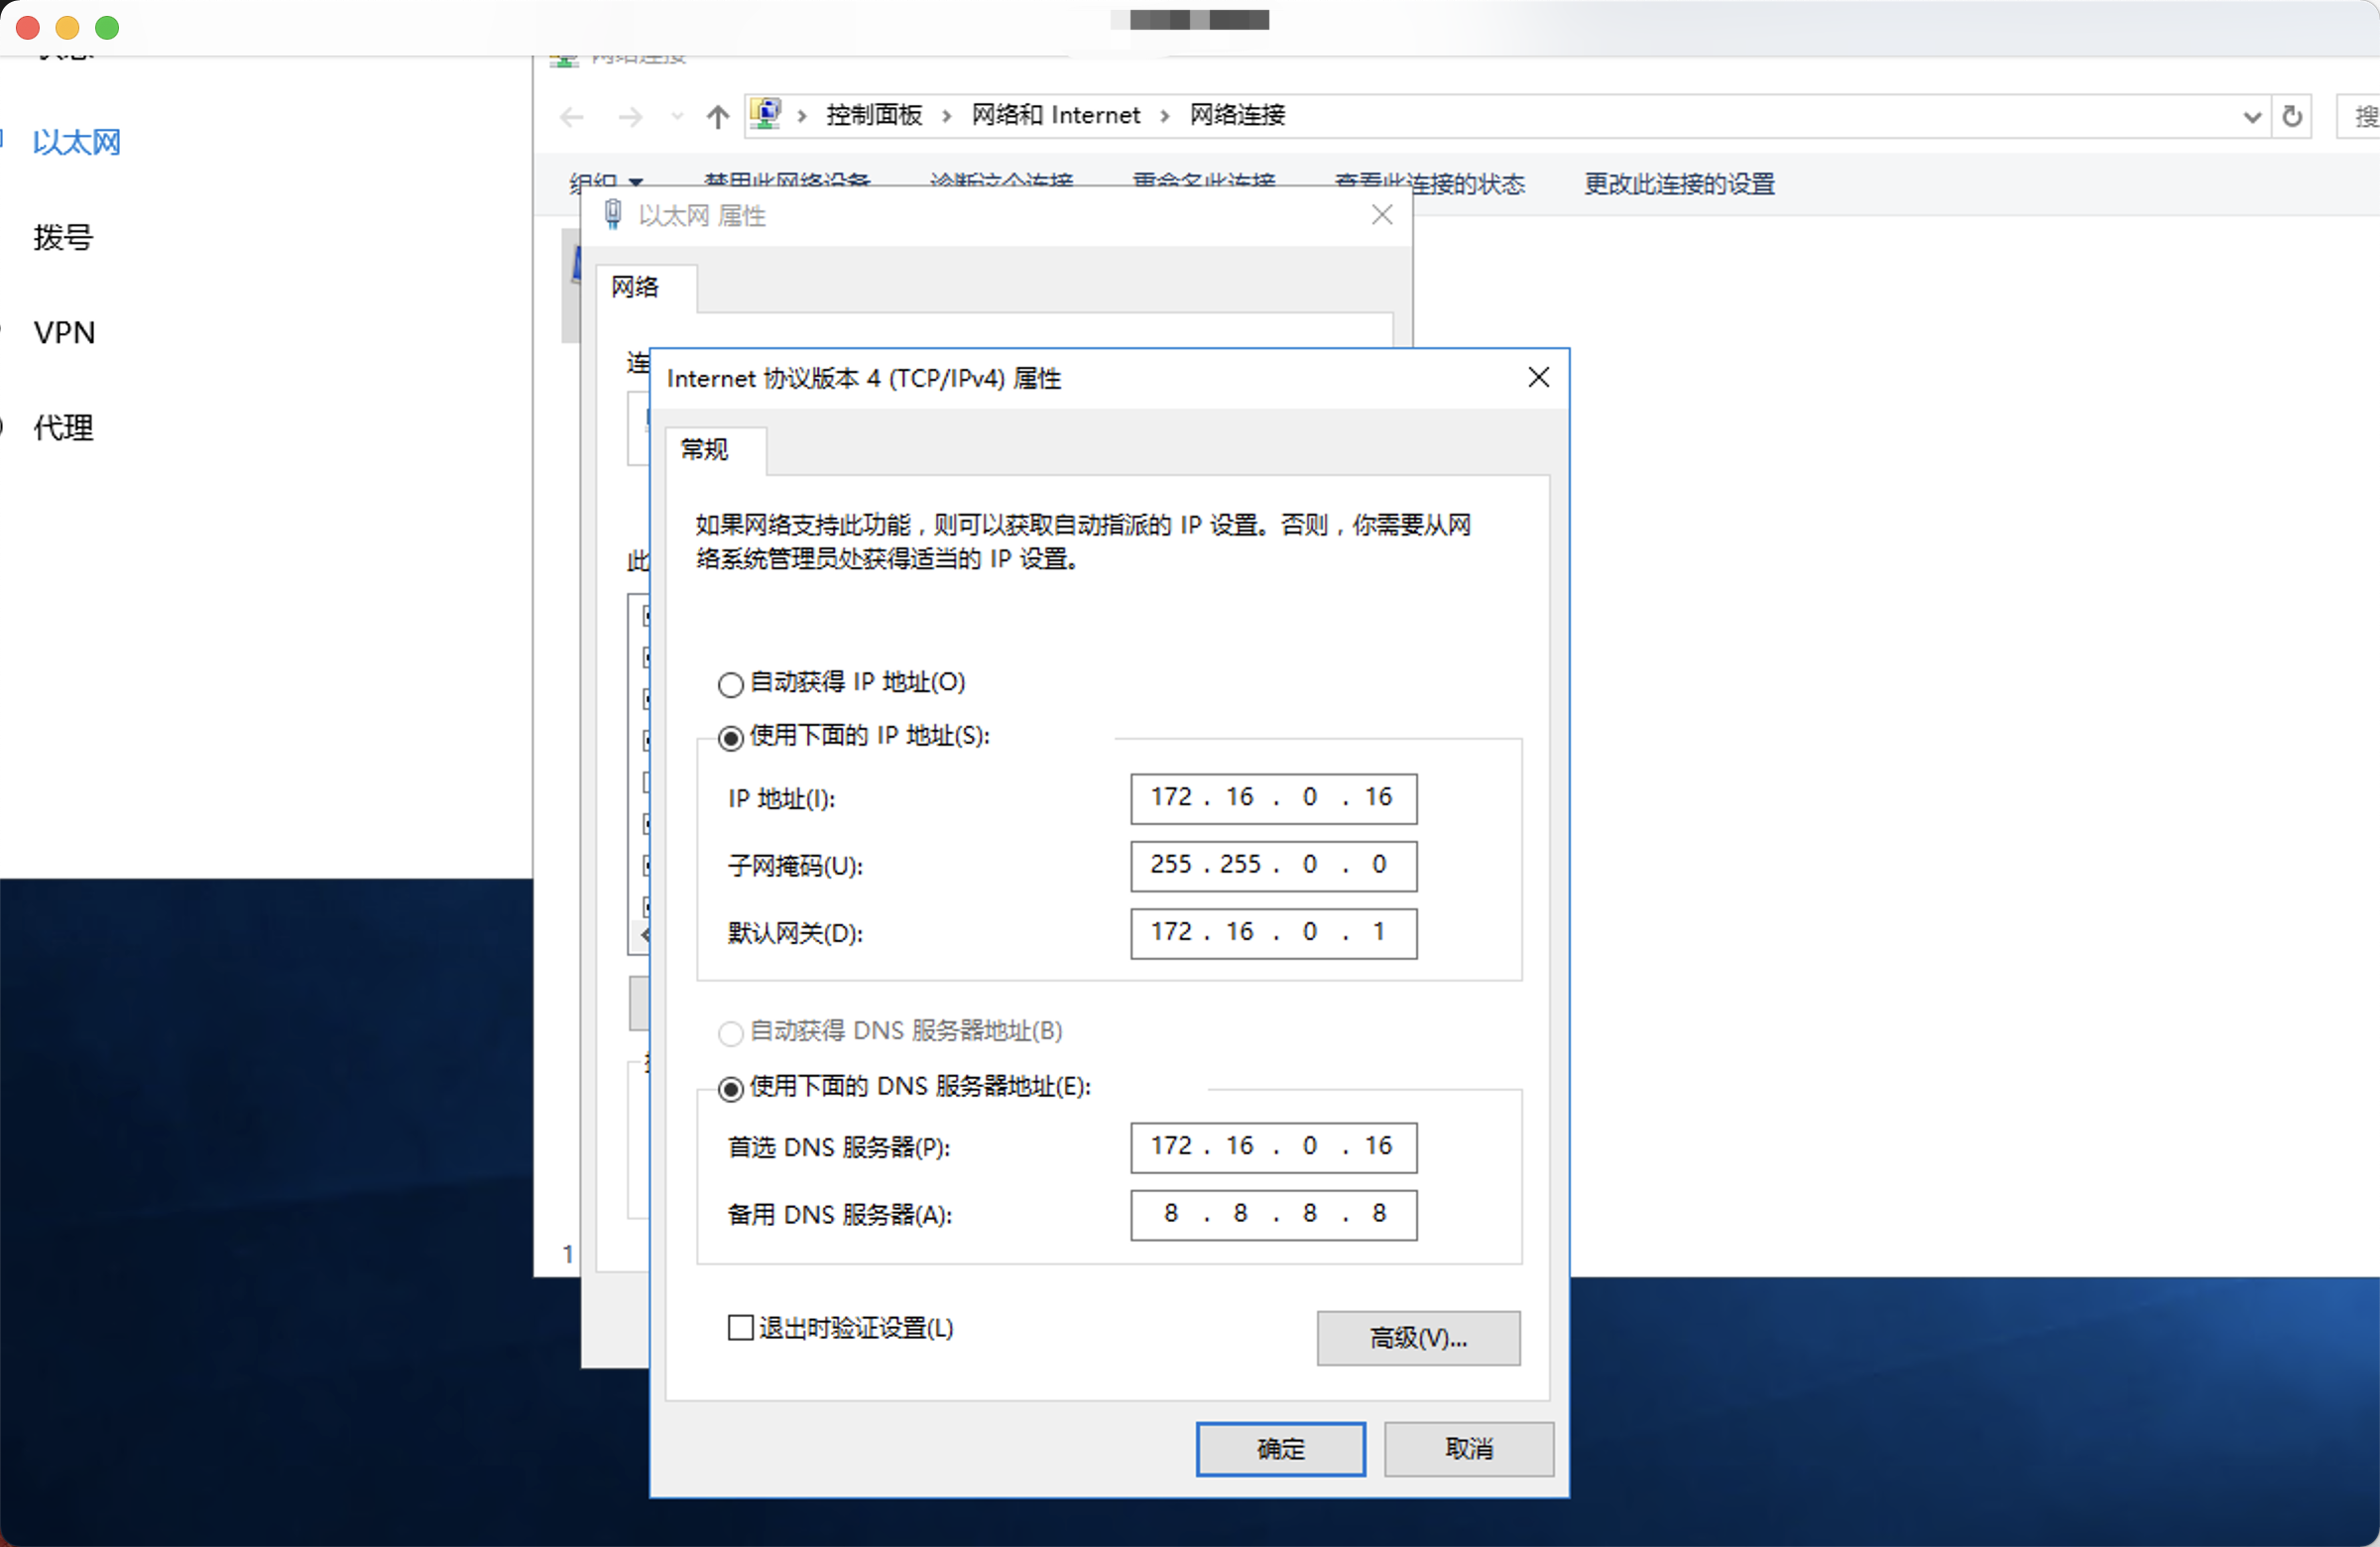 以太网
拨号
VPN
代理
网络连接
控制面板 › 网络和 Internet › 网络连接
搜
组织 禁用此网络设备 诊断这个连接 重命名此连接 查看此连接的状态 更改此连接的设置
以太网 属性
网络
连
此
Internet 协议版本 4 (TCP/IPv4) 属性
常规
如果网络支持此功能，则可以获取自动指派的 IP 设置。否则，你需要从网
络系统管理员处获得适当的 IP 设置。
自动获得 IP 地址(O)
使用下面的 IP 地址(S):
IP 地址(I): 172 . 16 . 0 . 16
子网掩码(U): 255 . 255 . 0 . 0
默认网关(D): 172 . 16 . 0 . 1
自动获得 DNS 服务器地址(B)
使用下面的 DNS 服务器地址(E):
首选 DNS 服务器(P): 172 . 16 . 0 . 16
备用 DNS 服务器(A): 8 . 8 . 8 . 8
1
退出时验证设置(L)
高级(V)...
确定 取消